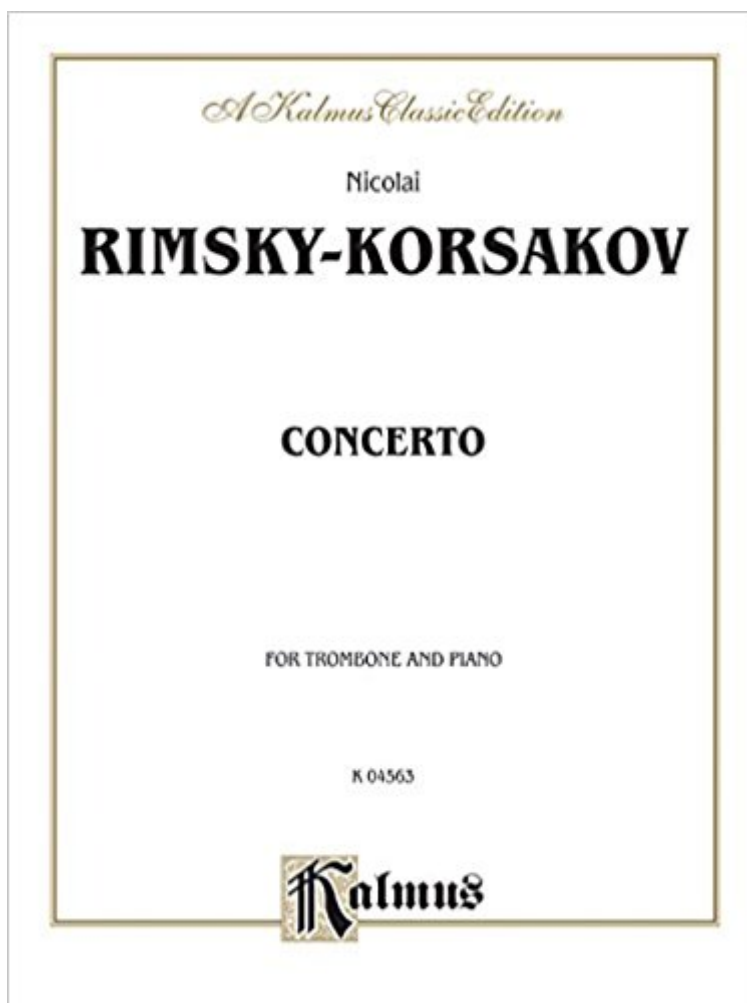 A Kalmus Classic Edition
Nicolai
RIMSKY-KORSAKOV
CONCERTO
FOR TROMBONE AND PIANO
K 04563
Kalmus